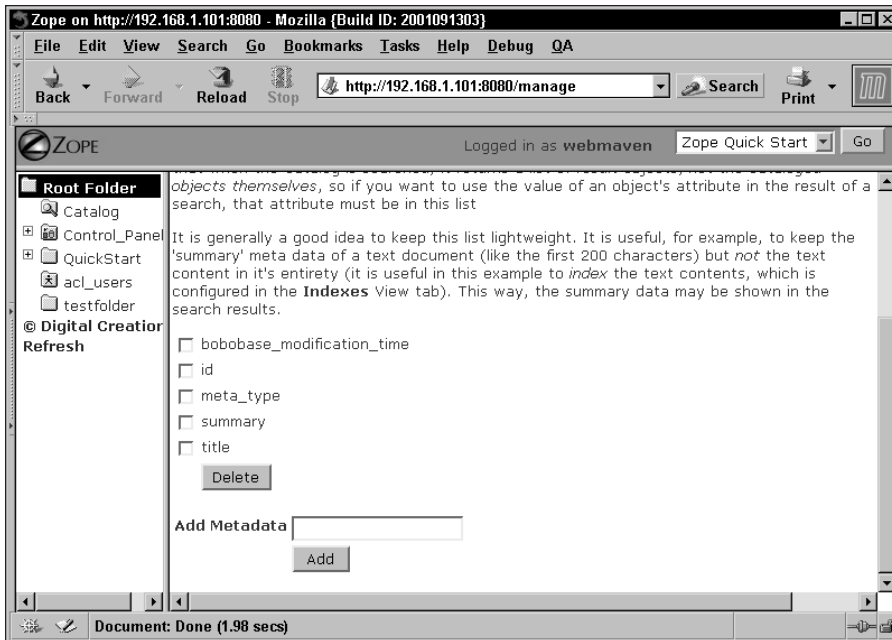 Zope on http://192.168.1.101:8080 - Mozilla {Build ID: 2001091303}
File Edit View Search Go Bookmarks Tasks Help Debug QA
Back Forward Reload Stop http://192.168.1.101:8080/manage Search Print
ZOPE Logged in as webmaven Zope Quick Start Go
Root Folder
Catalog
Control_Panel
QuickStart
acl_users
testfolder
© Digital Creation
Refresh
objects themselves, so if you want to use the value of an object's attribute in the result of a
search, that attribute must be in this list
It is generally a good idea to keep this list lightweight. It is useful, for example, to keep the
'summary' meta data of a text document (like the first 200 characters) but not the text
content in it's entirety (it is useful in this example to index the text contents, which is
configured in the Indexes View tab). This way, the summary data may be shown in the
search results.
bobobase_modification_time
id
meta_type
summary
title
Delete
Add Metadata
Add
Document: Done (1.98 secs)